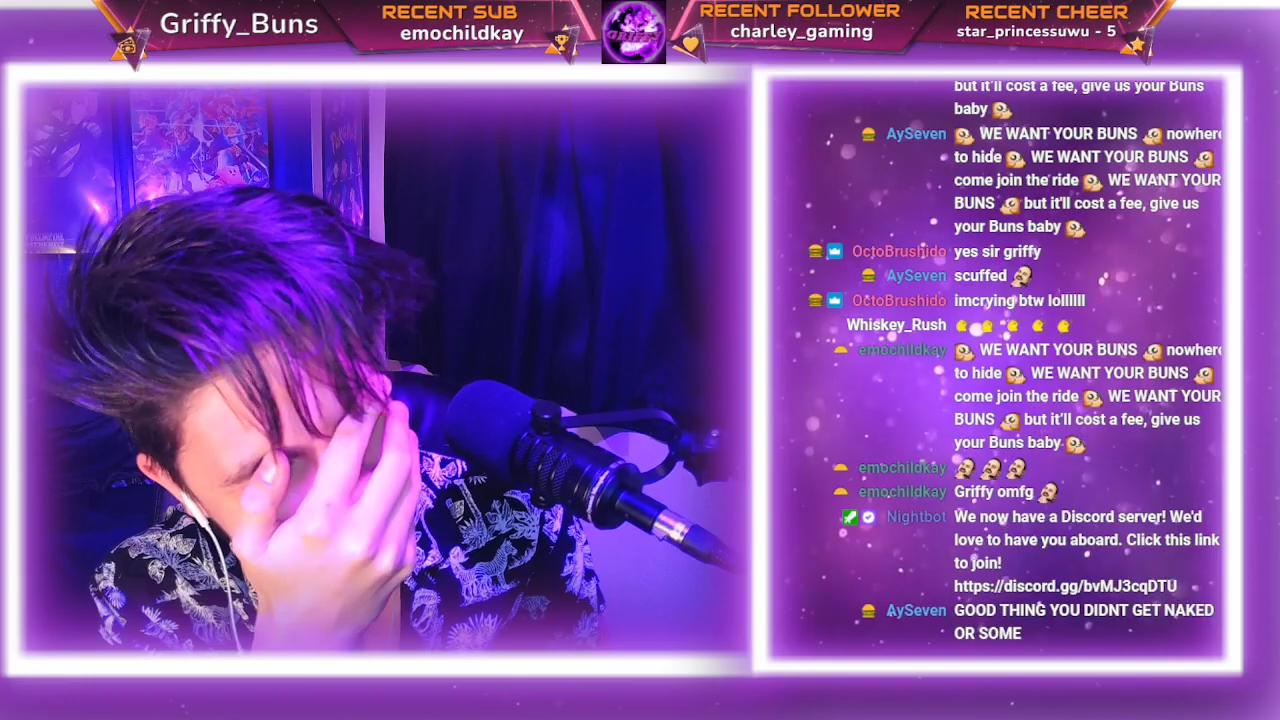 Griffy_Buns
RECENT SUB
emochildkay
RECENT FOLLOWER
charley_gaming
RECENT CHEER
star_princessuwu - 5
but it'll cost a fee, give us your Buns
baby
AySeven WE WANT YOUR BUNS nowhere
to hide WE WANT YOUR BUNS
come join the ride WE WANT YOUR
BUNS but it'll cost a fee, give us
your Buns baby
OctoBrushido yes sir griffy
AySeven scuffed
OctoBrushido imcrying btw lollllll
Whiskey_Rush
emochildkay WE WANT YOUR BUNS nowhere
to hide WE WANT YOUR BUNS
come join the ride WE WANT YOUR
BUNS but it'll cost a fee, give us
your Buns baby
emochildkay
emochildkay Griffy omfg
Nightbot We now have a Discord server! We'd
love to have you aboard. Click this link
to join!
https://discord.gg/bvMJ3cqDTU
AySeven GOOD THING YOU DIDNT GET NAKED
OR SOME